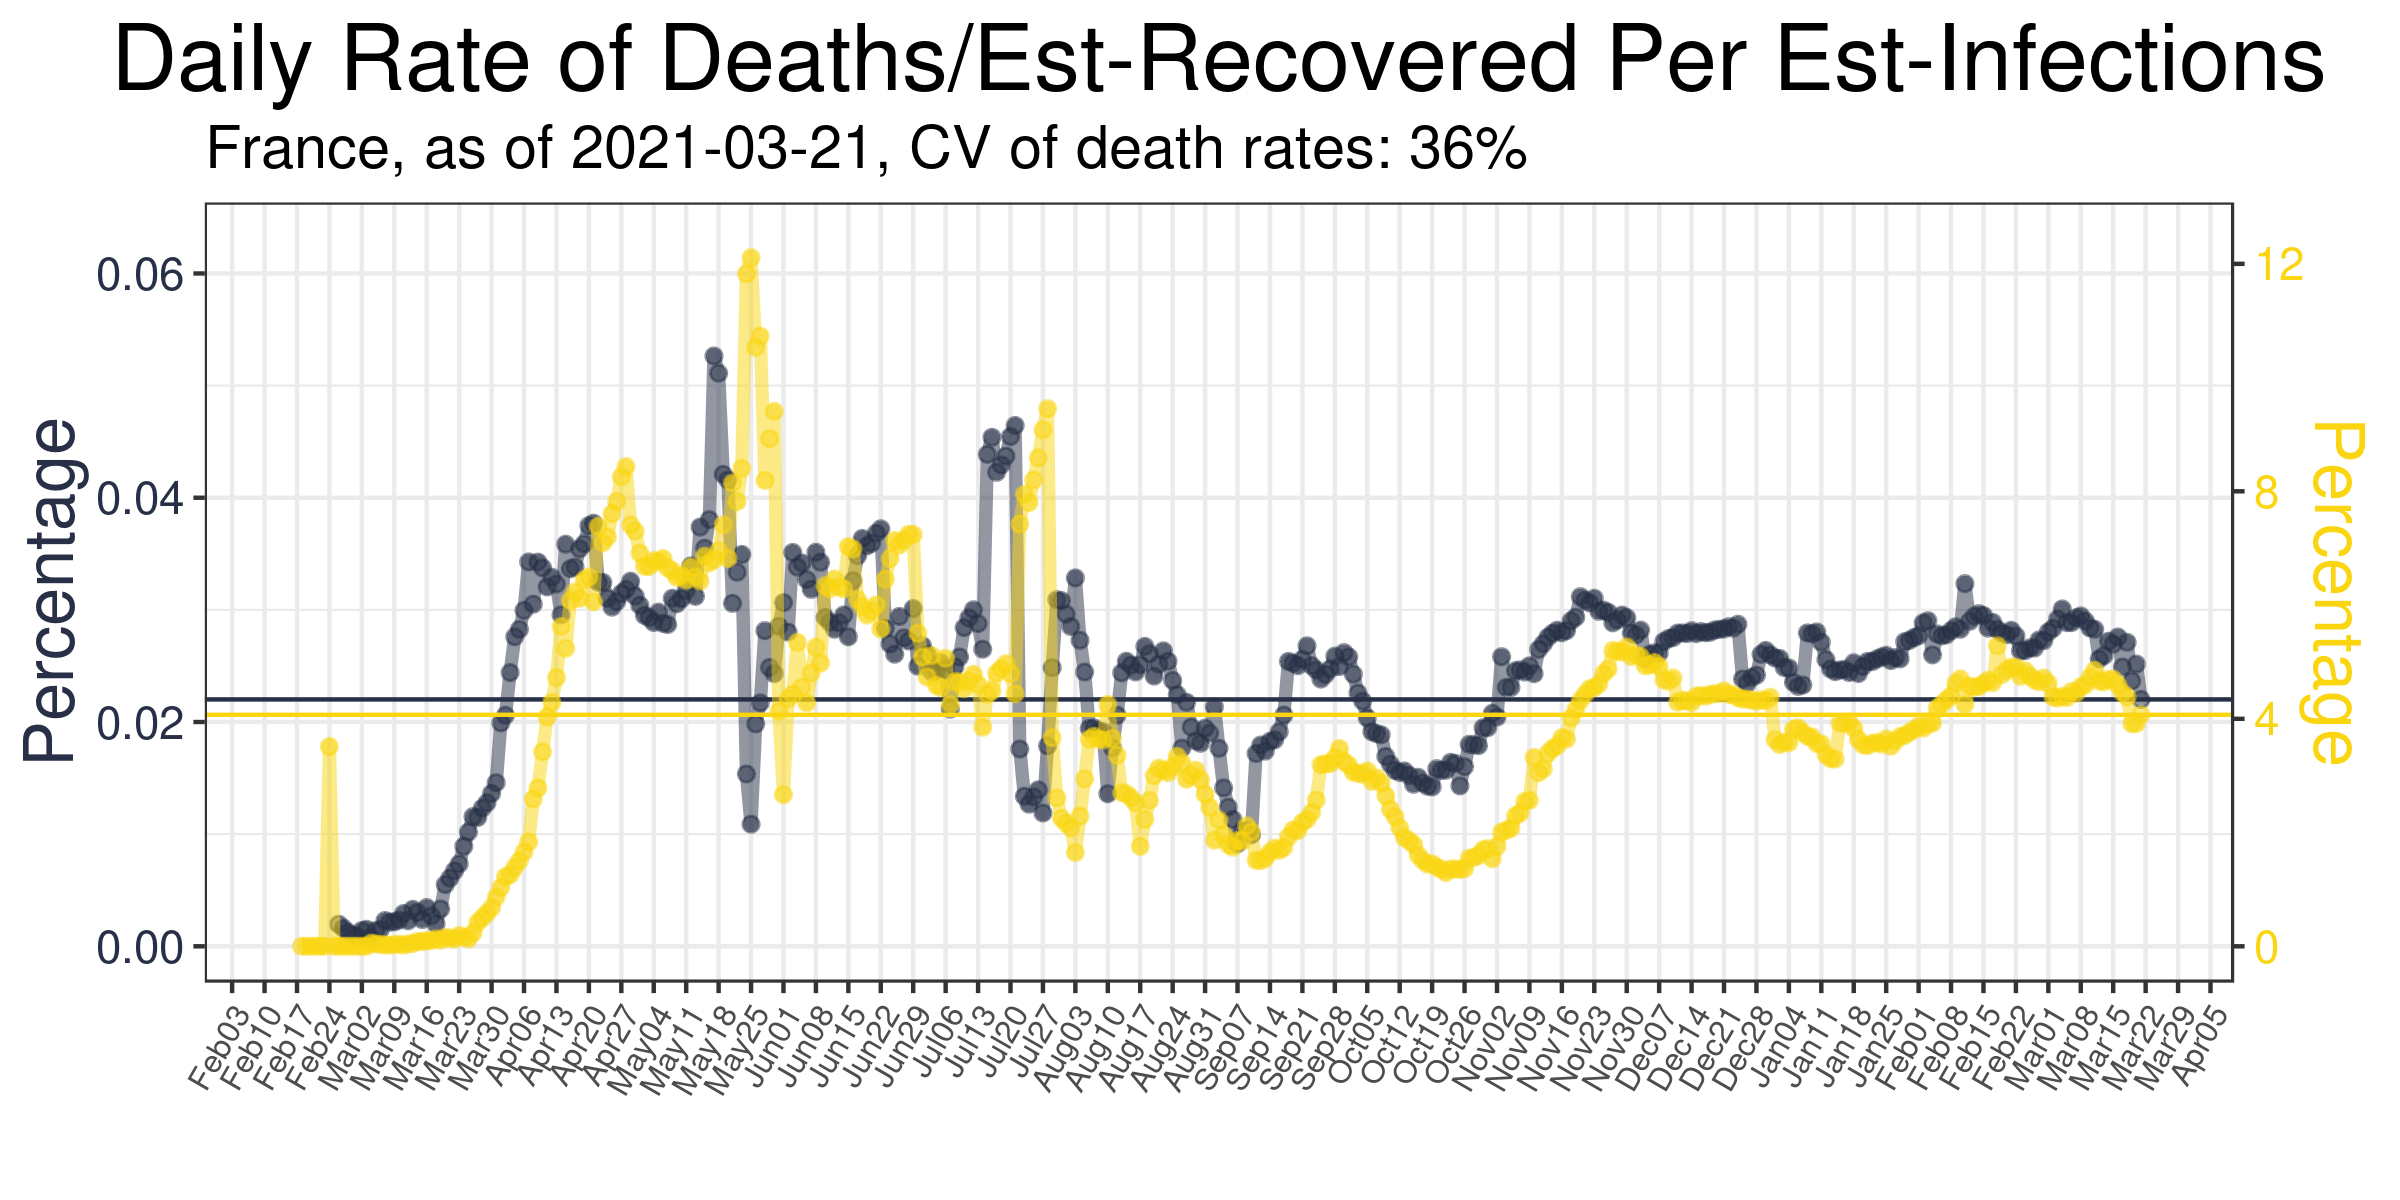 Daily Rate of Deaths/Est-Recovered Per Est-Infections
France, as of 2021-03-21, CV of death rates: 36%
Percentage
0.06
0.04
0.02
0.00
12
8
4
0
Percentage
Feb03
Feb10
Feb17
Feb24
Mar02
Mar09
Mar16
Mar23
Mar30
Apr06
Apr13
Apr20
Apr27
May04
May11
May18
May25
Jun01
Jun08
Jun15
Jun22
Jun29
Jul06
Jul13
Jul20
Jul27
Aug03
Aug10
Aug17
Aug24
Aug31
Sep07
Sep14
Sep21
Sep28
Oct05
Oct12
Oct19
Oct26
Nov02
Nov09
Nov16
Nov23
Nov30
Dec07
Dec14
Dec21
Dec28
Jan04
Jan11
Jan18
Jan25
Feb01
Feb08
Feb15
Feb22
Mar01
Mar08
Mar15
Mar22
Mar29
Apr05